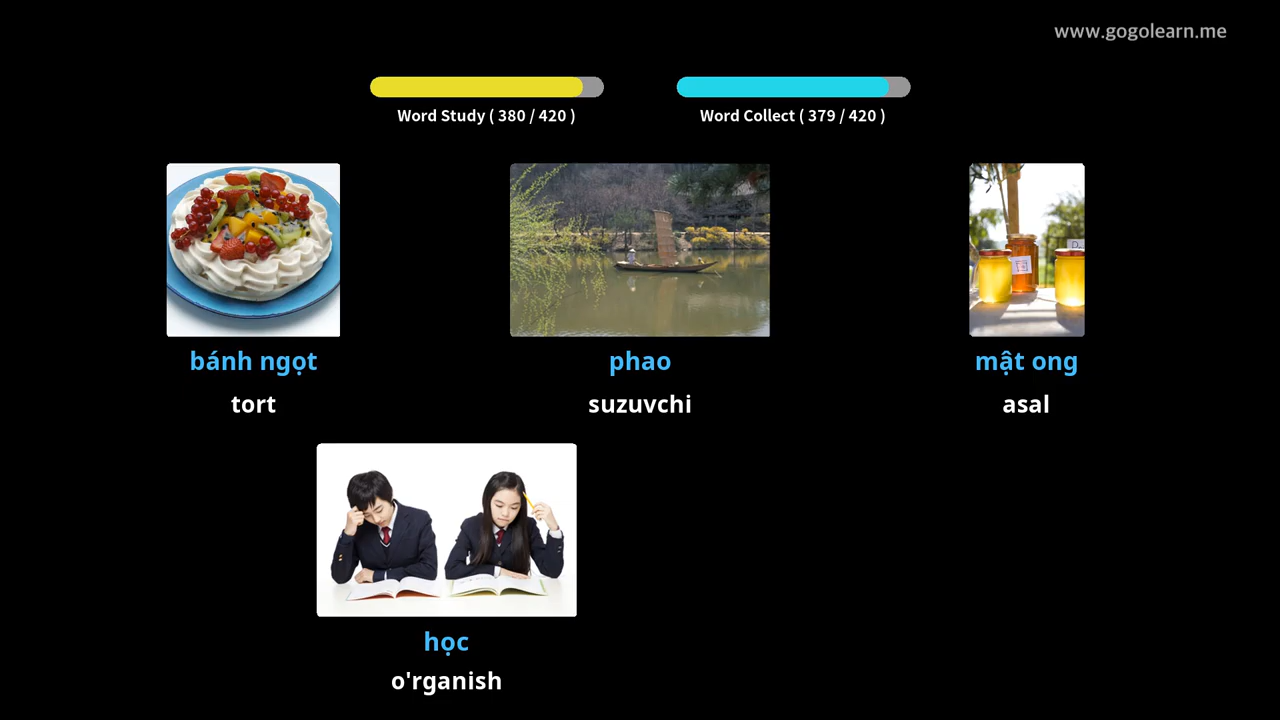 www.gogolearn.me
Word Study ( 380 / 420 )
Word Collect ( 379 / 420 )
bánh ngọt
phao
mật ong
tort
suzuvchi
asal
học
o'rganish